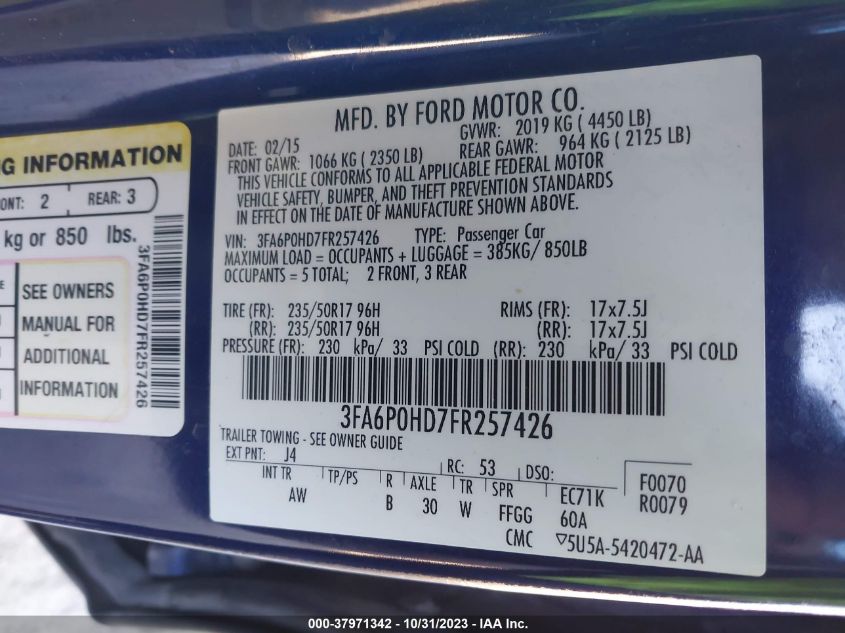 NG INFORMATION
ONT: 2 REAR: 3
kg or 850 lbs.
SEE OWNERS
MANUAL FOR
ADDITIONAL
INFORMATION
3FA6P0HD7FR257426
MFD. BY FORD MOTOR CO.
DATE: 02/15 GVWR: 2019 KG ( 4450 LB)
FRONT GAWR: 1066 KG ( 2350 LB) REAR GAWR: 964 KG ( 2125 LB)
THIS VEHICLE CONFORMS TO ALL APPLICABLE FEDERAL MOTOR
VEHICLE SAFETY, BUMPER, AND THEFT PREVENTION STANDARDS
IN EFFECT ON THE DATE OF MANUFACTURE SHOWN ABOVE.
VIN: 3FA6P0HD7FR257426 TYPE: Passenger Car
MAXIMUM LOAD = OCCUPANTS + LUGGAGE = 385KG/ 850LB
OCCUPANTS = 5 TOTAL; 2 FRONT, 3 REAR
TIRE (FR): 235/50R17 96H RIMS (FR): 17x7.5J
(RR): 235/50R17 96H (RR): 17x7.5J
PRESSURE (FR): 230 kPa/ 33 PSI COLD (RR): 230 kPa/ 33 PSI COLD
3FA6P0HD7FR257426
TRAILER TOWING - SEE OWNER GUIDE
EXT PNT: J4 RC: 53 DSO: F0070
INT TR TP/PS R AXLE TR SPR EC71K R0079
AW B 30 W FFGG 60A
CMC ▽5U5A-5420472-AA
000-37971342 - 10/31/2023 - IAA Inc.